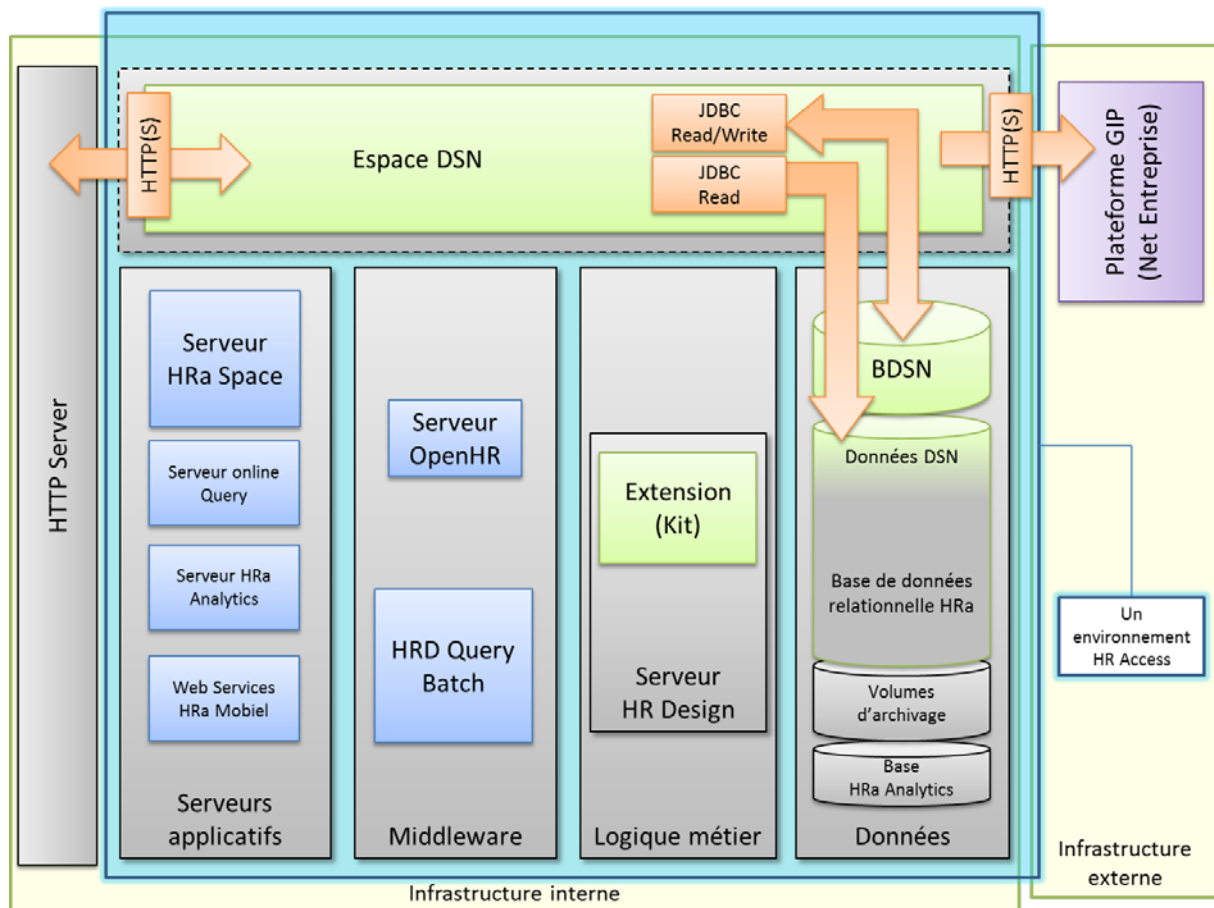 HTTP Server
HTTP(S)
Espace DSN
JDBC
Read/Write
JDBC
Read
HTTP(S)
Plateforme GIP
(Net Entreprise)
Serveur
HRa Space
Serveur online
Query
Serveur HRa
Analytics
Web Services
HRa Mobiel
Serveurs
applicatifs
Serveur
OpenHR
HRD Query
Batch
Middleware
Extension
(Kit)
Serveur
HR Design
Logique métier
BDSN
Données DSN
Base de données
relationnelle HRa
Volumes
d'archivage
Base
HRa Analytics
Données
Un
environnement
HR Access
Infrastructure
externe
Infrastructure interne